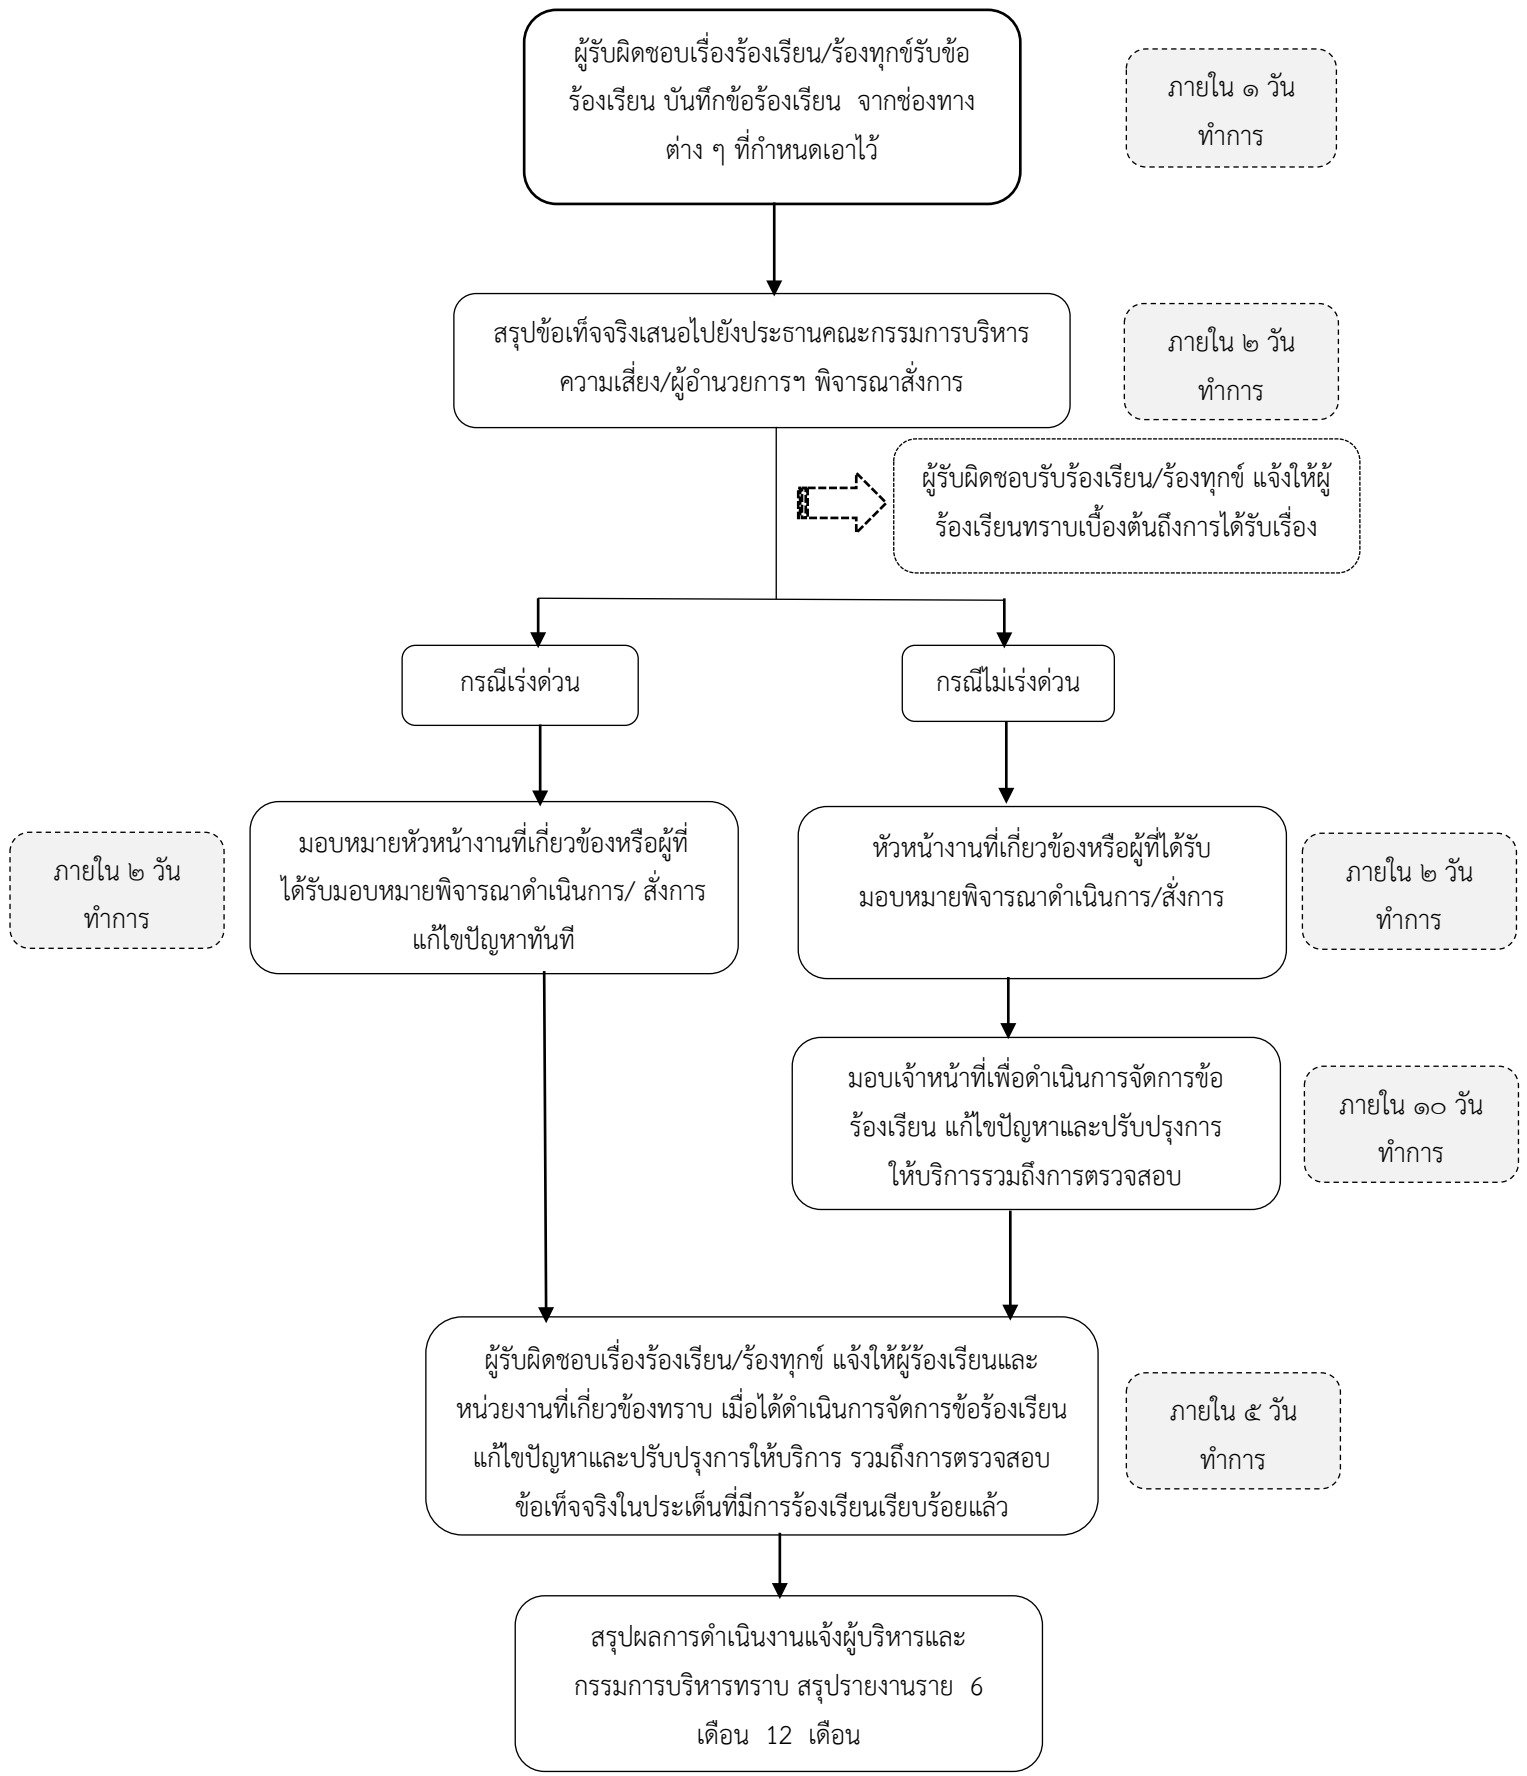 ผู้รับผิดชอบเรื่องร้องเรียน/ร้องทุกข์รับข้อ
ร้องเรียน บันทึกข้อร้องเรียน จากช่องทาง
ต่าง ๆ ที่กำหนดเอาไว้
ภายใน ๑ วัน
ทำการ
สรุปข้อเท็จจริงเสนอไปยังประธานคณะกรรมการบริหาร
ความเสี่ยง/ผู้อำนวยการฯ พิจารณาสั่งการ
ภายใน ๒ วัน
ทำการ
ผู้รับผิดชอบรับร้องเรียน/ร้องทุกข์ แจ้งให้ผู้
ร้องเรียนทราบเบื้องต้นถึงการได้รับเรื่อง
กรณีเร่งด่วน
กรณีไม่เร่งด่วน
ภายใน ๒ วัน
ทำการ
มอบหมายหัวหน้างานที่เกี่ยวข้องหรือผู้ที่
ได้รับมอบหมายพิจารณาดำเนินการ/ สั่งการ
แก้ไขปัญหาทันที
หัวหน้างานที่เกี่ยวข้องหรือผู้ที่ได้รับ
มอบหมายพิจารณาดำเนินการ/สั่งการ
ภายใน ๒ วัน
ทำการ
มอบเจ้าหน้าที่เพื่อดำเนินการจัดการข้อ
ร้องเรียน แก้ไขปัญหาและปรับปรุงการ
ให้บริการรวมถึงการตรวจสอบ
ภายใน ๑๐ วัน
ทำการ
ผู้รับผิดชอบเรื่องร้องเรียน/ร้องทุกข์ แจ้งให้ผู้ร้องเรียนและ
หน่วยงานที่เกี่ยวข้องทราบ เมื่อได้ดำเนินการจัดการข้อร้องเรียน
แก้ไขปัญหาและปรับปรุงการให้บริการ รวมถึงการตรวจสอบ
ข้อเท็จจริงในประเด็นที่มีการร้องเรียนเรียบร้อยแล้ว
ภายใน ๕ วัน
ทำการ
สรุปผลการดำเนินงานแจ้งผู้บริหารและ
กรรมการบริหารทราบ สรุปรายงานราย 6
เดือน 12 เดือน